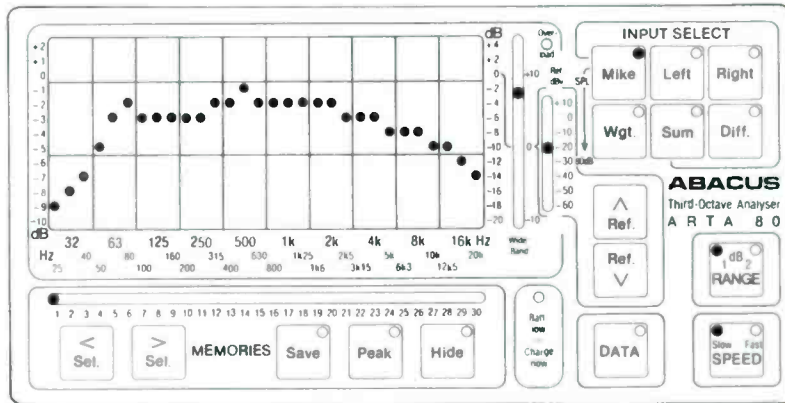 dB
+2
+1
0
-1
-2
-3
-4
-5
-6
-7
-8
-9
-10
dB
dB
+4
+2
0
-2
-4
-6
-8
-10
-12
-14
-16
-18
-20
32 63 125 250 500 1k 2k 4k 8k 16k Hz
Hz 40 80 160 315 630 1k25 2k5 5k 10k 20k
25 50 100 200 400 800 1k6 3k15 6k3 12k5
+10
0
-10
Wide Band
Over-load
Ref dBv
+10
0
-10
-20
-30
-40
-50
-60
SPL
INPUT SELECT
Mike Left Right
Wgt. Sum Diff.
ABACUS
Third-Octave Analyser
ARTA 80
Ref.
Ref.
1 dB 2
RANGE
1 2 3 4 5 6 7 8 9 10 11 12 13 14 15 16 17 18 19 20 21 22 23 24 25 26 27 28 29 30
< Sel. > Sel. MEMORIES Save Peak Hide
Charge now
DATA
Slow Fast
SPEED